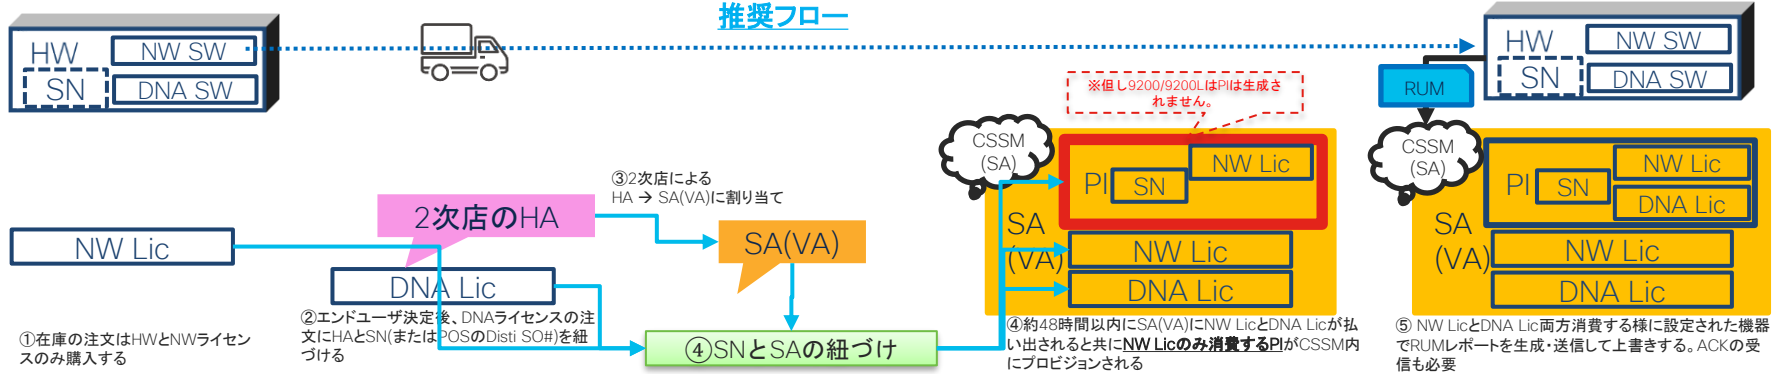 推奨フロー
HW
NW SW
SN
DNA SW
HW
NW SW
SN
DNA SW
RUM
※但し9200/9200LはPIは生成さ
れません。
CSSM
(SA)
PI
SN
NW Lic
SA
(VA)
NW Lic
DNA Lic
CSSM
(SA)
PI
SN
NW Lic
DNA Lic
SA
(VA)
NW Lic
DNA Lic
③2次店による
HA → SA(VA)に割り当て
2次店のHA
SA(VA)
NW Lic
DNA Lic
①在庫の注文はHWとNWライセン
スのみ購入する
②エンドユーザ決定後、DNAライセンスの注
文にHAとSN(またはPOSのDisti SO#)を紐
づける
④SNとSAの紐づけ
④約48時間以内にSA(VA)にNW LicとDNA Licが払
い出されると共にNW Licのみ消費するPIがCSSM内
にプロビジョンされる
⑤ NW LicとDNA Lic両方消費する様に設定された機器
でRUMレポートを生成・送信して上書きする。ACKの受
信も必要